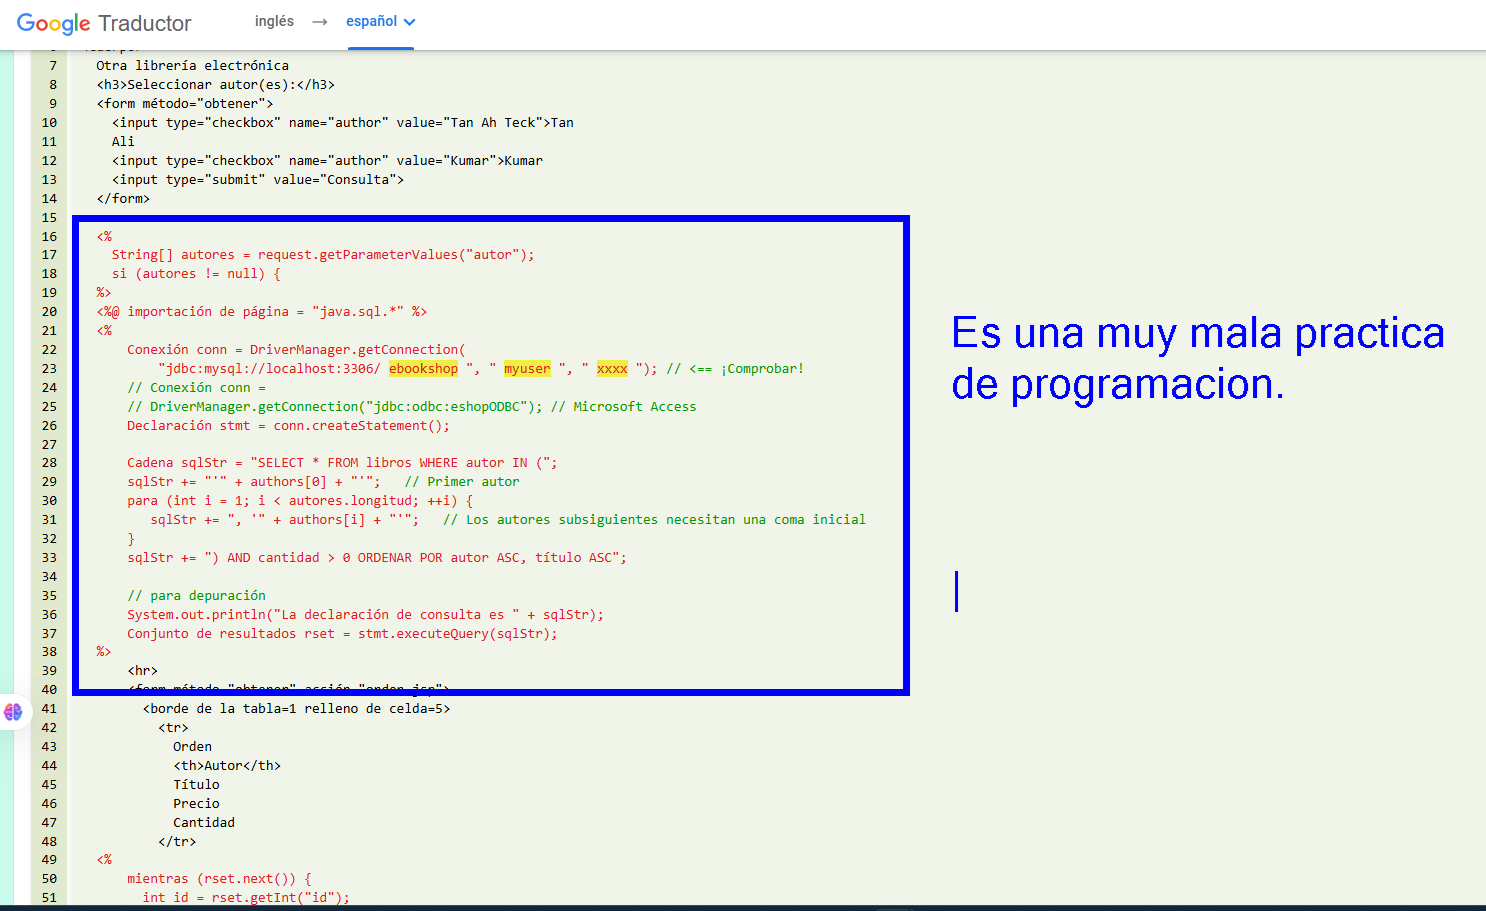 Google Traductor
inglés → español
7 Otra librería electrónica
8 <h3>Seleccionar autor(es):</h3>
9 <form método="obtener">
10 <input type="checkbox" name="author" value="Tan Ah Teck">Tan
11 Ali
12 <input type="checkbox" name="author" value="Kumar">Kumar
13 <input type="submit" value="Consulta">
14 </form>
15
16 <%
17 String[] autores = request.getParameterValues("autor");
18 si (autores != null) {
19 %>
20 <%@ importación de página = "java.sql.*" %>
21 <%
22 Conexión conn = DriverManager.getConnection(
23 "jdbc:mysql://localhost:3306/ ebookshop ", " myuser ", " xxxx "); // <== ¡Comprobar!
24 // Conexión conn =
25 // DriverManager.getConnection("jdbc:odbc:eshopODBC"); // Microsoft Access
26 Declaración stmt = conn.createStatement();
27
28 Cadena sqlStr = "SELECT * FROM libros WHERE autor IN (";
29 sqlStr += "'" + authors[0] + "'"; // Primer autor
30 para (int i = 1; i < autores.longitud; ++i) {
31 sqlStr += ", '" + authors[i] + "'"; // Los autores subsiguientes necesitan una coma inicial
32 }
33 sqlStr += ") AND cantidad > 0 ORDENAR POR autor ASC, título ASC";
34
35 // para depuración
36 System.out.println("La declaración de consulta es " + sqlStr);
37 Conjunto de resultados rset = stmt.executeQuery(sqlStr);
38 %>
39 <hr>
40 <form método="obtener" acción="orden.jsp">
41 <borde de la tabla=1 relleno de celda=5>
42 <tr>
43 Orden
44 <th>Autor</th>
45 Título
46 Precio
47 Cantidad
48 </tr>
49 <%
50 mientras (rset.next()) {
51 int id = rset.getInt("id");
Es una muy mala practica
de programacion.